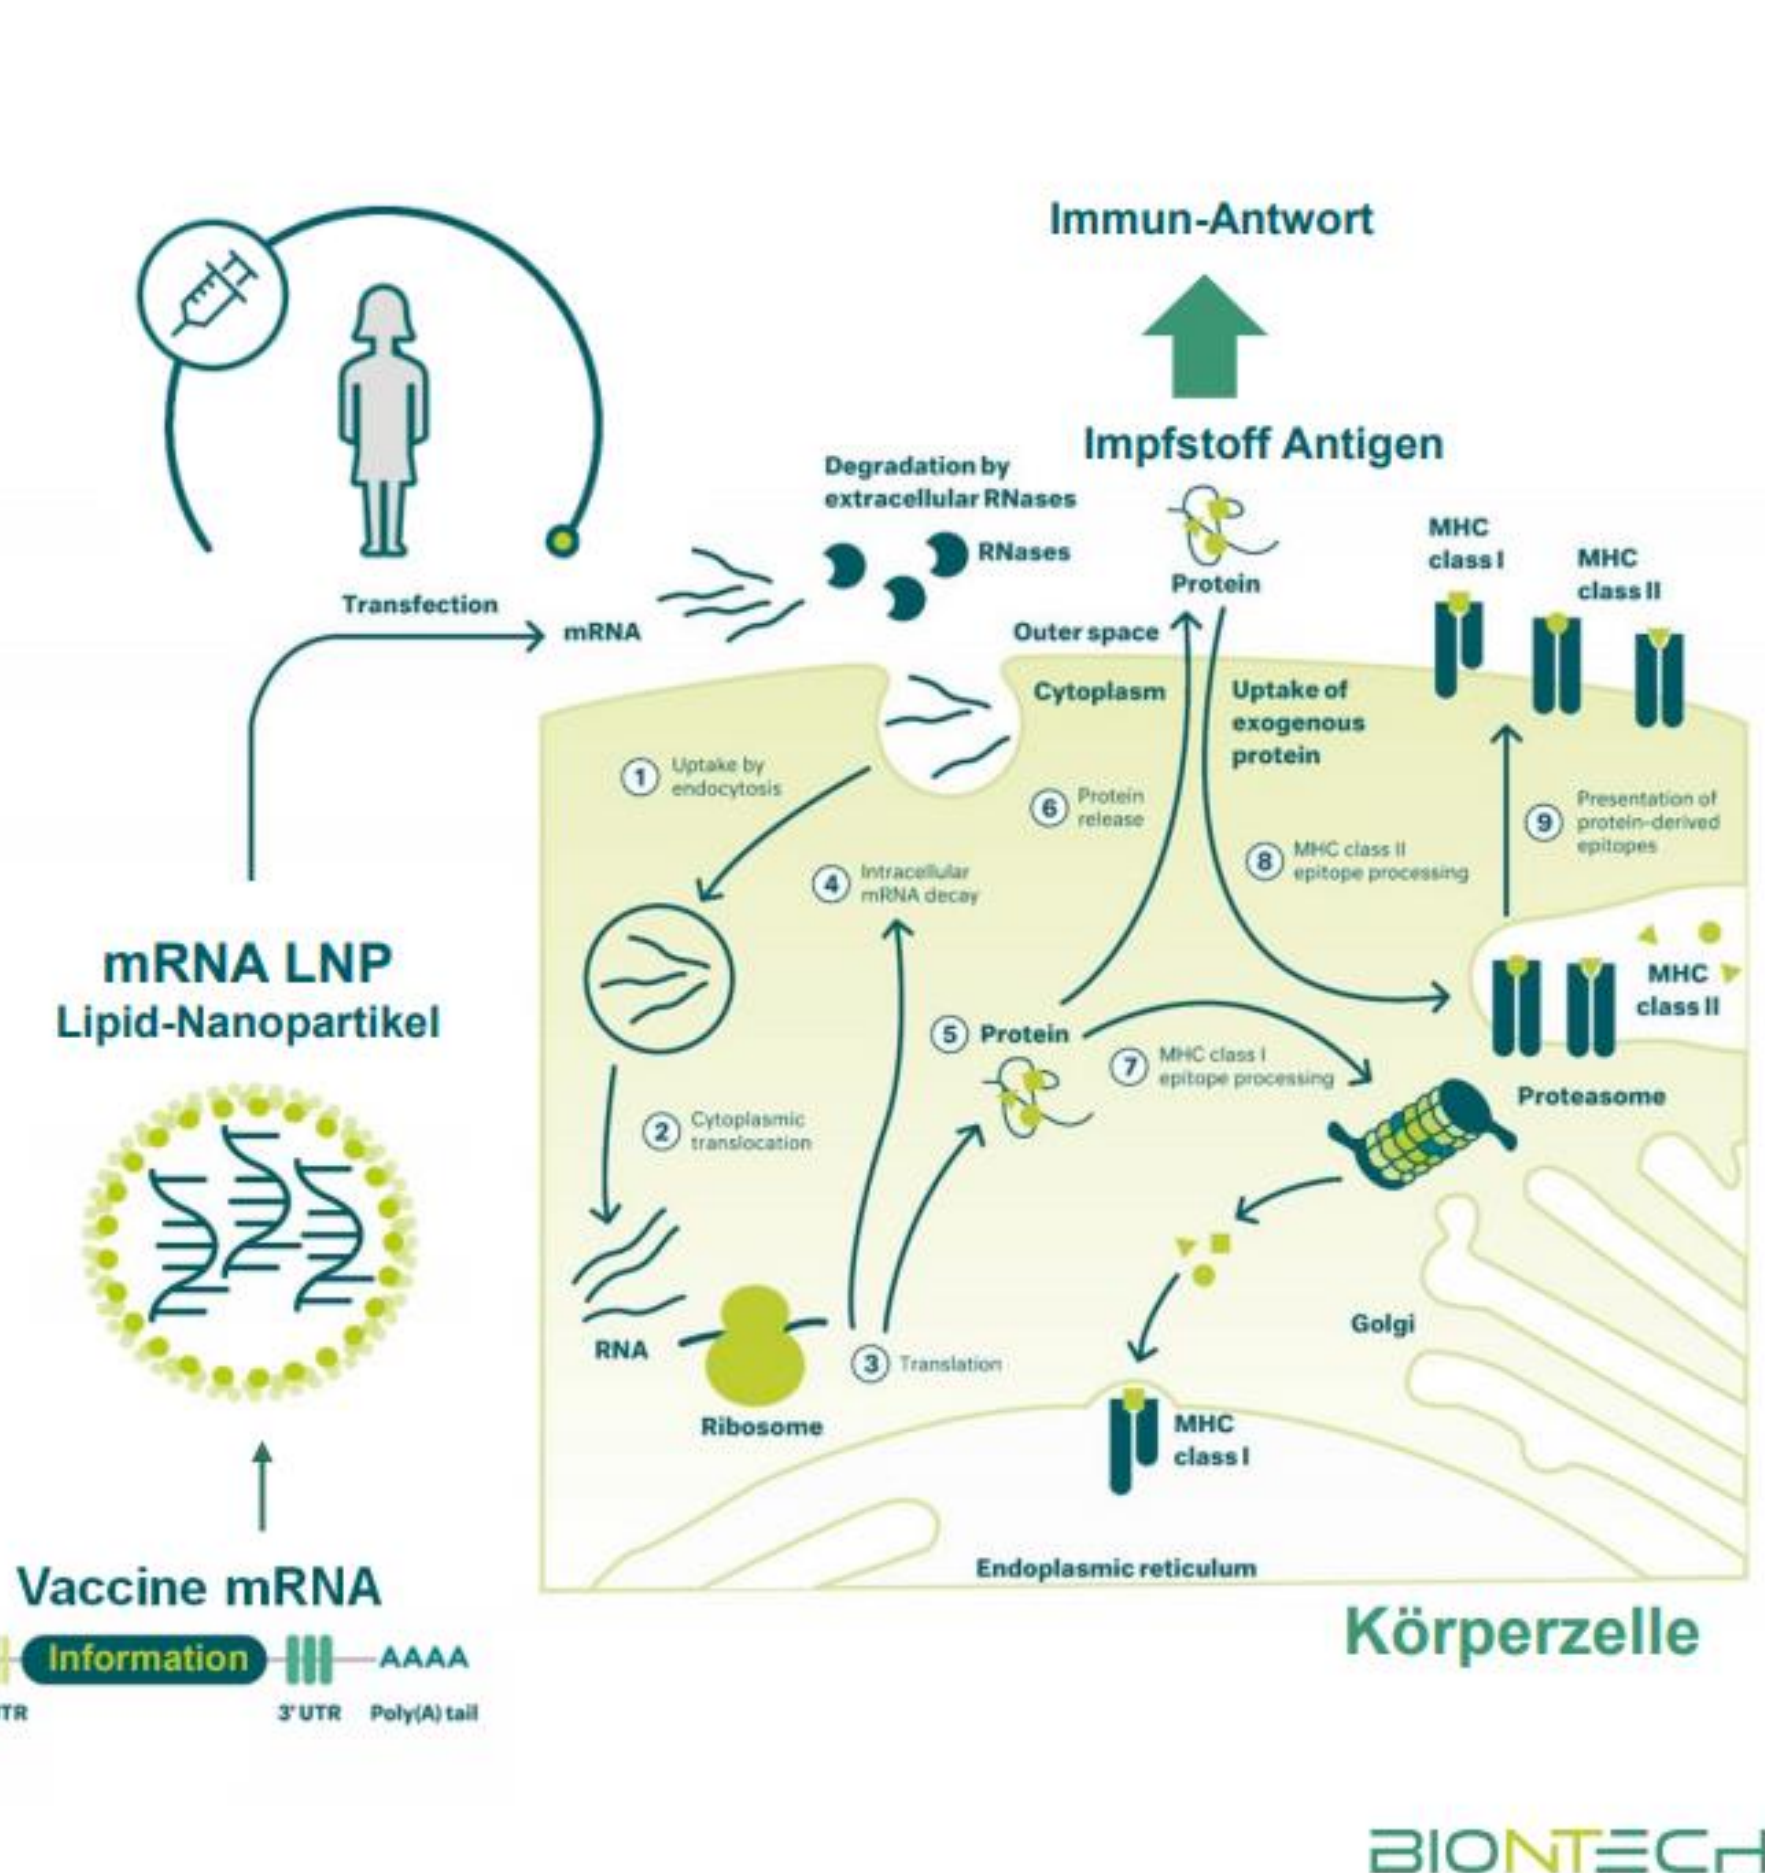 Immun-Antwort
Impfstoff Antigen
Degradation by
extracellular RNases
RNases
Protein
MHC
class I
MHC
class II
Transfection
mRNA
Outer space
Cytoplasm
Uptake of
exogenous
protein
1 Uptake by
endocytosis
6 Protein
release
9 Presentation of
protein-derived
epitopes
4 Intracellular
mRNA decay
8 MHC class II
epitope processing
mRNA LNP
Lipid-Nanopartikel
MHC
class II
5 Protein
7 MHC class I
epitope processing
Proteasome
2 Cytoplasmic
translocation
Golgi
RNA
3 Translation
Ribosome
MHC
class I
Endoplasmic reticulum
Vaccine mRNA
Information
AAAA
TR
3' UTR
Poly(A) tail
Körperzelle
BIONTECH